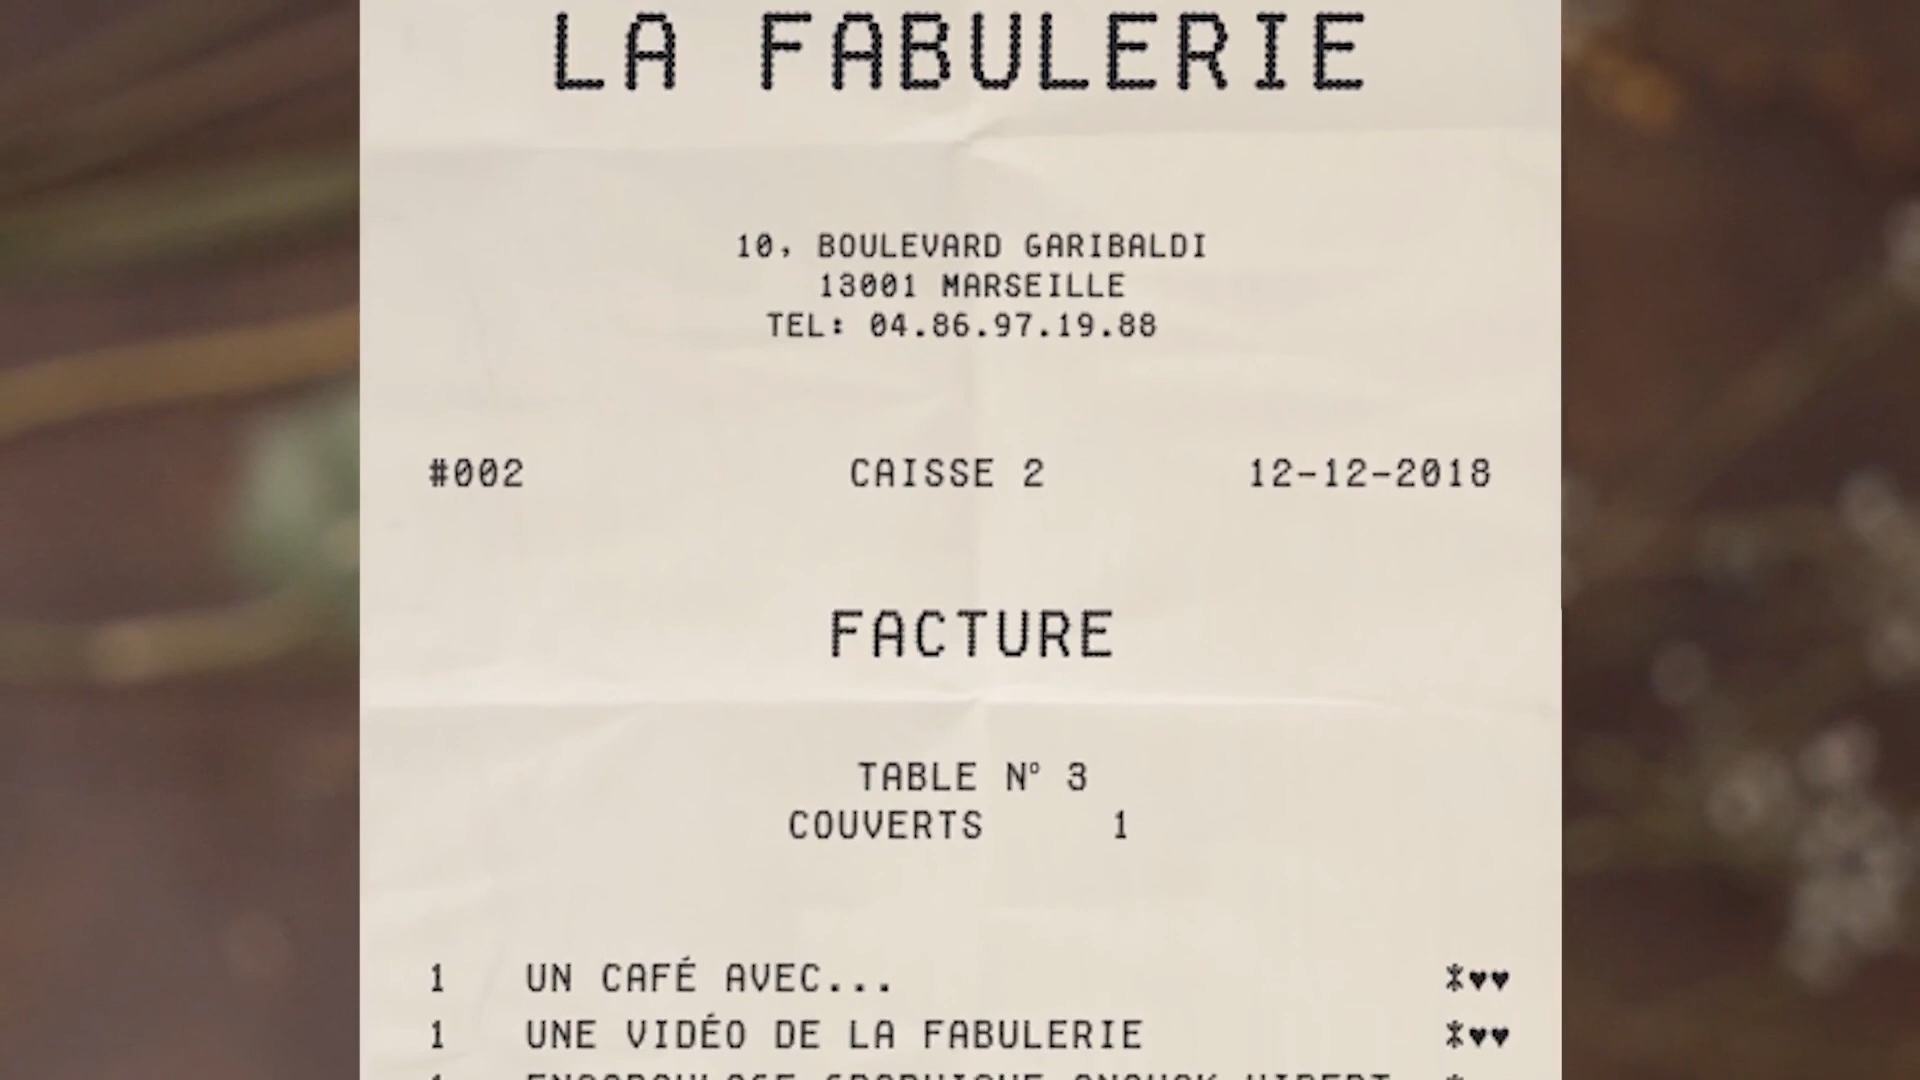 LA FABULERIE
10, BOULEVARD GARIBALDI
13001 MARSEILLE
TEL: 04.86.97.19.88
#002 CAISSE 2 12-12-2018
FACTURE
TABLE N° 3
COUVERTS 1
1 UN CAFÉ AVEC... *♥♥
1 UNE VIDÉO DE LA FABULERIE *♥♥